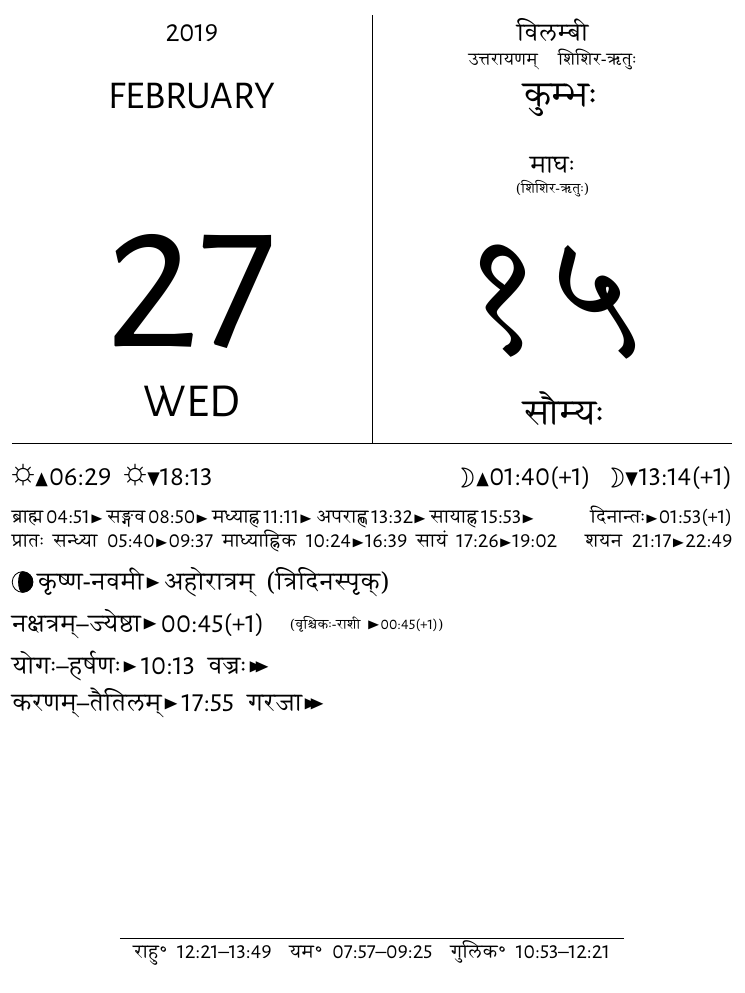 2019
FEBRUARY
27
WED
विलम्बी
उत्तरायणम् शिशिर-ऋतुः
कुम्भः
माघः
(शिशिर-ऋतुः)
१५
सौम्यः
☼▲06:29 ☼▼18:13 ☽▲01:40(+1) ☽▼13:14(+1)
ब्राह्म 04:51► सङ्गव 08:50► मध्याह्न 11:11► अपराह्ण 13:32► सायाह्न 15:53► दिनान्तः►01:53(+1)
प्रातः सन्ध्या 05:40►09:37 माध्याह्निक 10:24►16:39 सायं 17:26►19:02 शयन 21:17►22:49
कृष्ण-नवमी►अहोरात्रम् (त्रिदिनस्पृक्)
नक्षत्रम्–ज्येष्ठा►00:45(+1) (वृश्चिकः-राशी ►00:45(+1))
योगः–हर्षणः►10:13 वज्रः►►
करणम्–तैतिलम्►17:55 गरजा►►
राहु° 12:21–13:49 यम° 07:57–09:25 गुलिक° 10:53–12:21